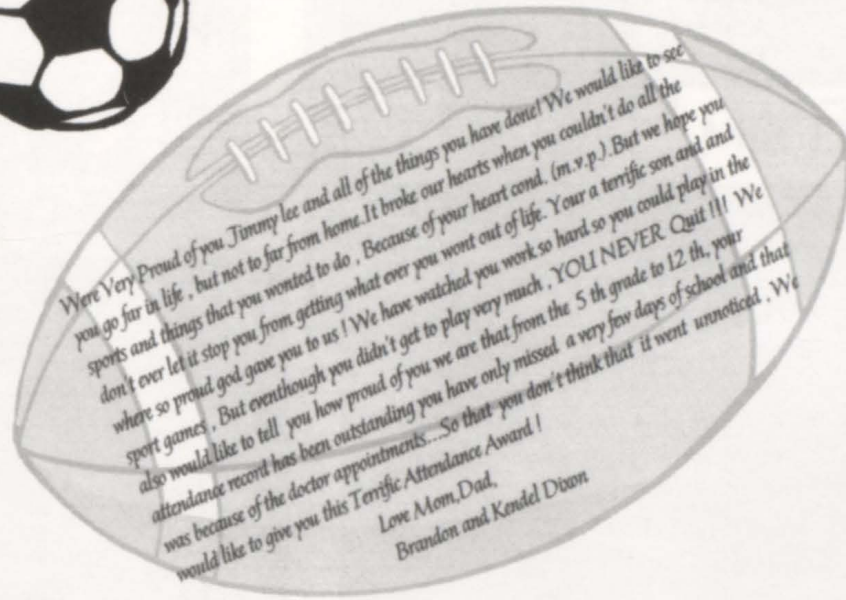 Were Very Proud of you Jimmy lee and all of the things you have done! We would like to see
you go far in life , but not to far from home.It broke our hearts when you couldn't do all the
sports and things that you wonted to do , Because of your heart cond. (m.v.p.).But we hope you
don't ever let it stop you from getting what ever you wont out of life. Your a terrific son and and
where so proud god gave you to us ! We have watched you work so hard so you could play in the
sport games , But eventhough you didn't get to play very much , YOU NEVER Quit !!! We
also would like to tell you how proud of you we are that from the 5 th grade to 12 th, your
attendance record has been outstanding you have only missed a very few days of school and that
was because of the doctor appointments....So that you don't think that it went unnoticed , We
would like to give you this Terrific Attendance Award !
Love Mom,Dad,
Brandon and Kendel Dixon